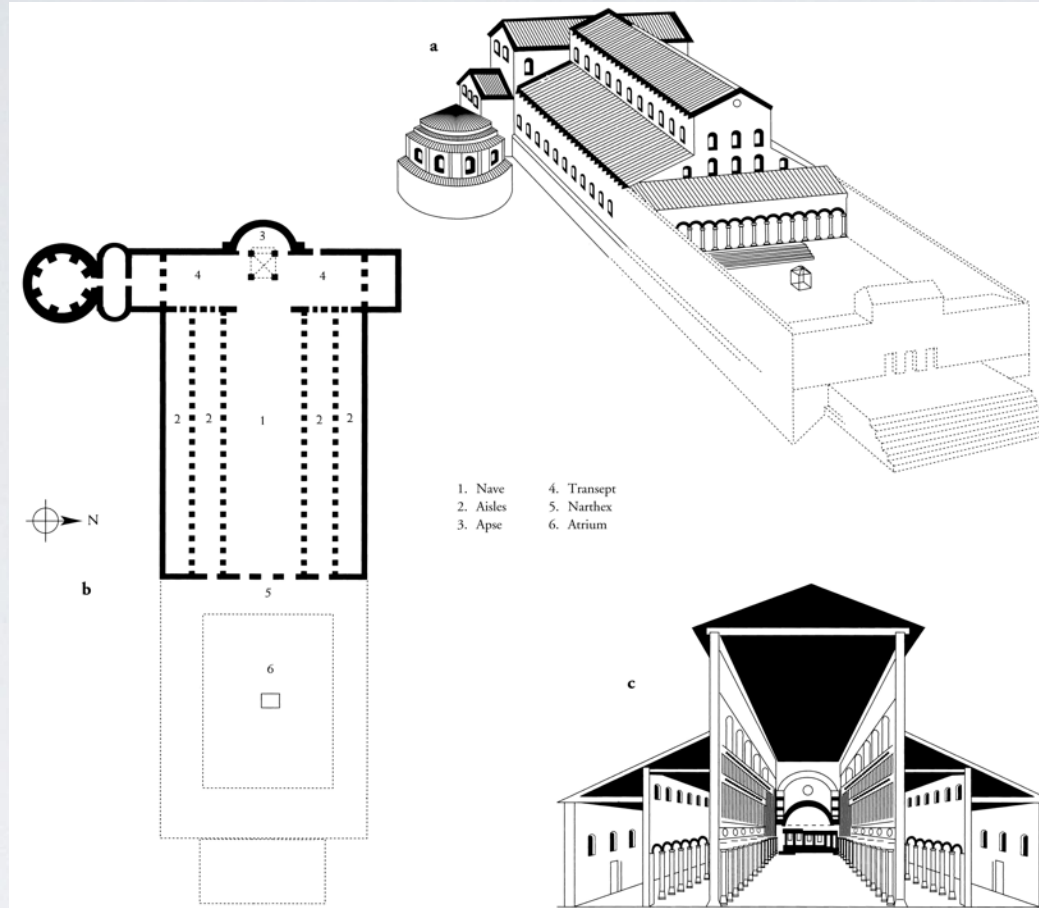 a
3
4 4
2 2 1 2 2
1. Nave 4. Transept
2. Aisles 5. Narthex
3. Apse 6. Atrium
N
b
5
6
c